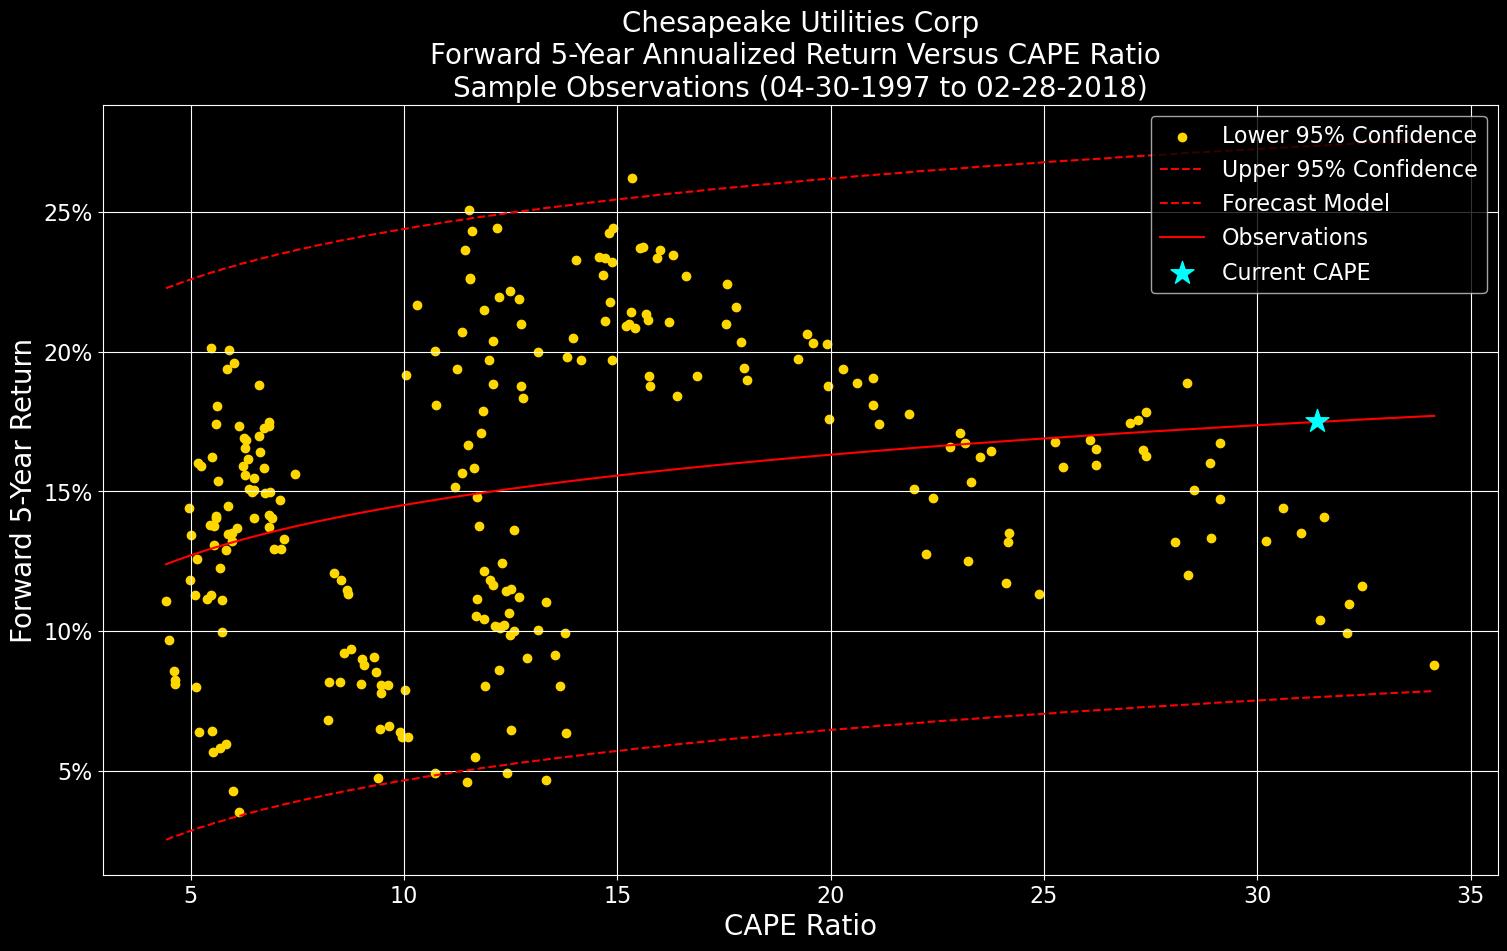 Chesapeake Utilities Corp
Forward 5-Year Annualized Return Versus CAPE Ratio
Sample Observations (04-30-1997 to 02-28-2018)
Lower 95% Confidence
Upper 95% Confidence
Forecast Model
Observations
Current CAPE
Forward 5-Year Return
25%
20%
15%
10%
5%
5
10
15
20
25
30
35
CAPE Ratio